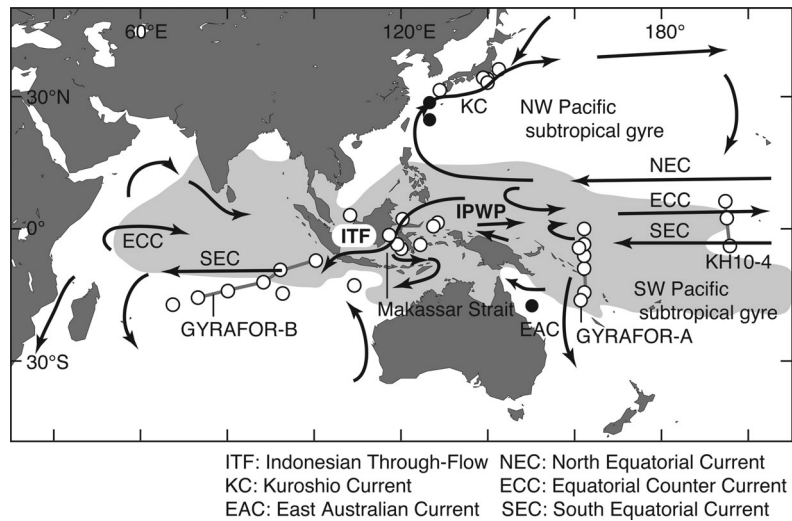 60°E
120°E
180°
30°N
KC
NW Pacific
subtropical gyre
NEC
ECC
IPWP
0°
ITF
ECC
SEC
SEC
KH10-4
SW Pacific
subtropical gyre
Makassar Strait
EAC
GYRAFOR-B
GYRAFOR-A
30°S
ITF: Indonesian Through-Flow
NEC: North Equatorial Current
KC: Kuroshio Current
ECC: Equatorial Counter Current
EAC: East Australian Current
SEC: South Equatorial Current